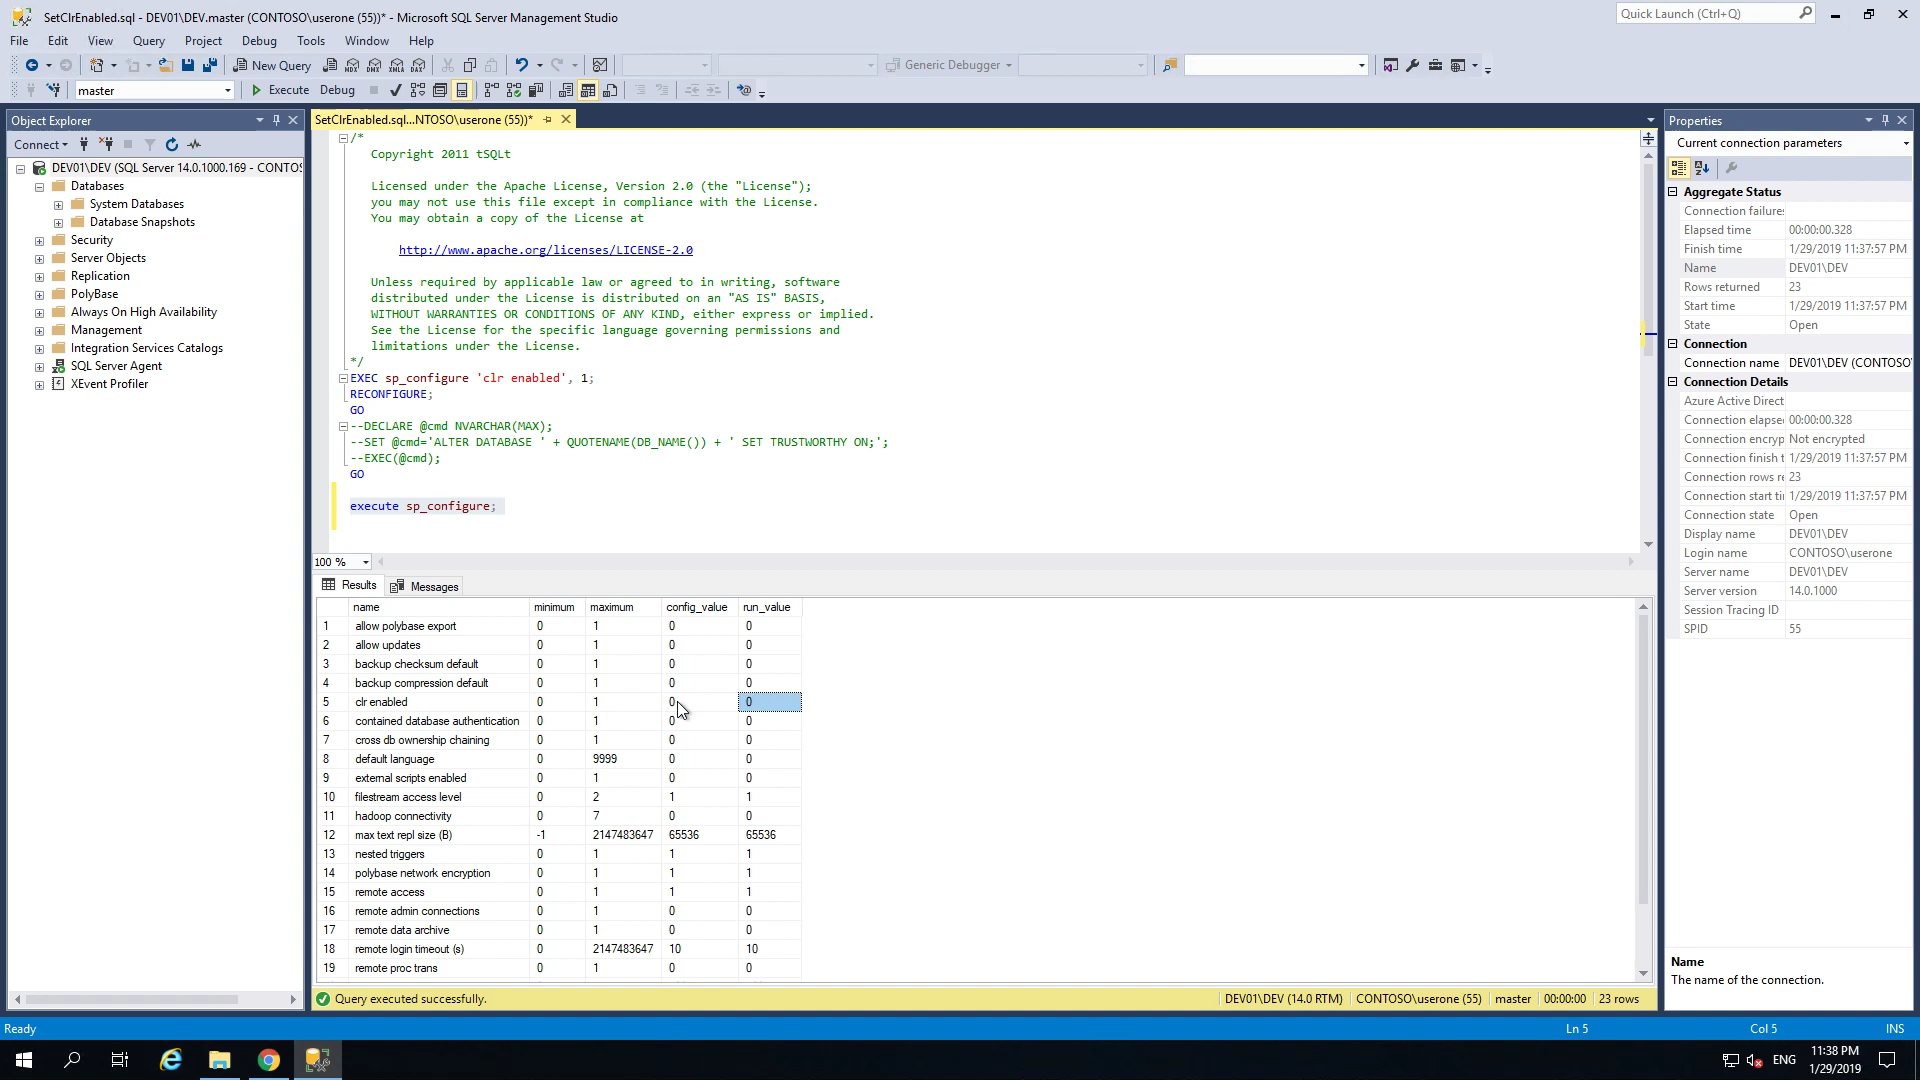 SetClrEnabled.sql - DEV01\DEV.master (CONTOSO\userone (55))* - Microsoft SQL Server Management Studio
Quick Launch (Ctrl+Q)
File Edit View Query Project Debug Tools Window Help
New Query
MDX DMX XMLA DAX
Generic Debugger
master
Execute Debug
Object Explorer
Connect
DEV01\DEV (SQL Server 14.0.1000.169 - CONTOS
Databases
System Databases
Database Snapshots
Security
Server Objects
Replication
PolyBase
Always On High Availability
Management
Integration Services Catalogs
SQL Server Agent
XEvent Profiler
SetClrEnabled.sql...NTOSO\userone (55))*
/*
Copyright 2011 tSQLt
Licensed under the Apache License, Version 2.0 (the "License");
you may not use this file except in compliance with the License.
You may obtain a copy of the License at
http://www.apache.org/licenses/LICENSE-2.0
Unless required by applicable law or agreed to in writing, software
distributed under the License is distributed on an "AS IS" BASIS,
WITHOUT WARRANTIES OR CONDITIONS OF ANY KIND, either express or implied.
See the License for the specific language governing permissions and
limitations under the License.
*/
EXEC sp_configure 'clr enabled', 1;
RECONFIGURE;
GO
--DECLARE @cmd NVARCHAR(MAX);
--SET @cmd='ALTER DATABASE ' + QUOTENAME(DB_NAME()) + ' SET TRUSTWORTHY ON;';
--EXEC(@cmd);
GO
execute sp_configure;
100 %
Results Messages
name minimum maximum config_value run_value
1 allow polybase export 0 1 0 0
2 allow updates 0 1 0 0
3 backup checksum default 0 1 0 0
4 backup compression default 0 1 0 0
5 clr enabled 0 1 0 0
6 contained database authentication 0 1 0 0
7 cross db ownership chaining 0 1 0 0
8 default language 0 9999 0 0
9 external scripts enabled 0 1 0 0
10 filestream access level 0 2 1 1
11 hadoop connectivity 0 7 0 0
12 max text repl size (B) -1 2147483647 65536 65536
13 nested triggers 0 1 1 1
14 polybase network encryption 0 1 1 1
15 remote access 0 1 1 1
16 remote admin connections 0 1 0 0
17 remote data archive 0 1 0 0
18 remote login timeout (s) 0 2147483647 10 10
19 remote proc trans 0 1 0 0
Query executed successfully. DEV01\DEV (14.0 RTM) CONTOSO\userone (55) master 00:00:00 23 rows
Properties
Current connection parameters
Aggregate Status
Connection failures
Elapsed time 00:00:00.328
Finish time 1/29/2019 11:37:57 PM
Name DEV01\DEV
Rows returned 23
Start time 1/29/2019 11:37:57 PM
State Open
Connection
Connection name DEV01\DEV (CONTOSO
Connection Details
Azure Active Direct
Connection elapse 00:00:00.328
Connection encryp Not encrypted
Connection finish t 1/29/2019 11:37:57 PM
Connection rows re 23
Connection start ti 1/29/2019 11:37:57 PM
Connection state Open
Display name DEV01\DEV
Login name CONTOSO\userone
Server name DEV01\DEV
Server version 14.0.1000
Session Tracing ID
SPID 55
Name
The name of the connection.
Ready Ln 5 Col 5 INS
ENG
11:38 PM
1/29/2019